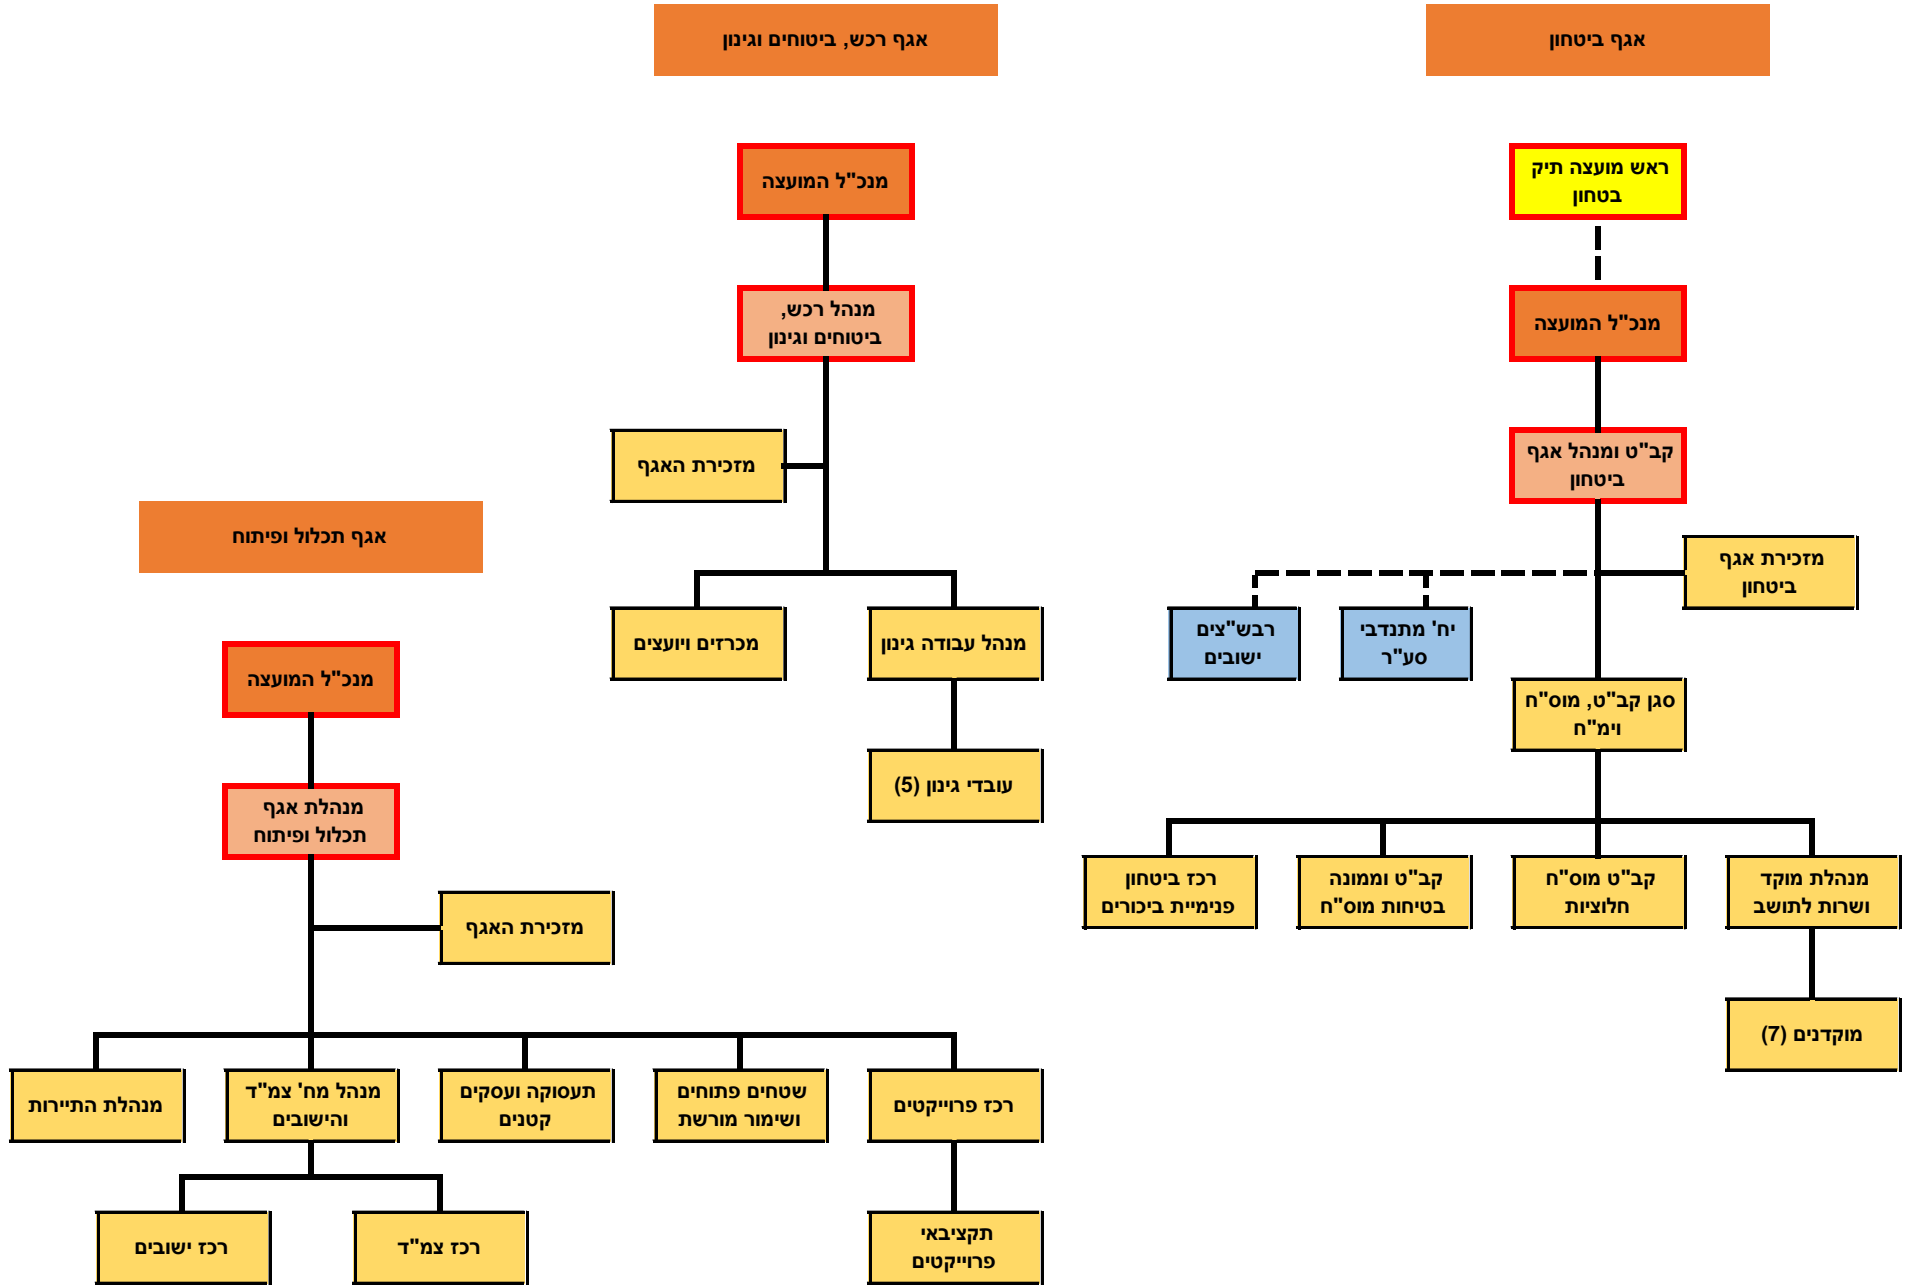 אגף ביטחון
ראש מועצה תיק
בטחון
מנכ"ל המועצה
קב"ט ומנהל אגף
ביטחון
מזכירת אגף
ביטחון
יח' מתנדבי
סע"ר
רבש"צים
ישובים
סגן קב"ט, מוס"ח
וימ"ח
מנהלת מוקד
ושרות לתושב
קב"ט מוס"ח
חלוציות
קב"ט וממונה
בטיחות מוס"ח
רכז ביטחון
פנימיית ביכורים
מוקדנים (7)
אגף רכש, ביטוחים וגינון
מנכ"ל המועצה
מנהל רכש,
ביטוחים וגינון
מזכירת האגף
מנהל עבודה גינון
מכרזים ויועצים
עובדי גינון (5)
אגף תכלול ופיתוח
מנכ"ל המועצה
מנהלת אגף
תכלול ופיתוח
מזכירת האגף
רכז פרוייקטים
שטחים פתוחים
ושימור מורשת
תעסוקה ועסקים
קטנים
מנהל מח' צמ"ד
והישובים
מנהלת התיירות
תקציבאי
פרוייקטים
רכז צמ"ד
רכז ישובים